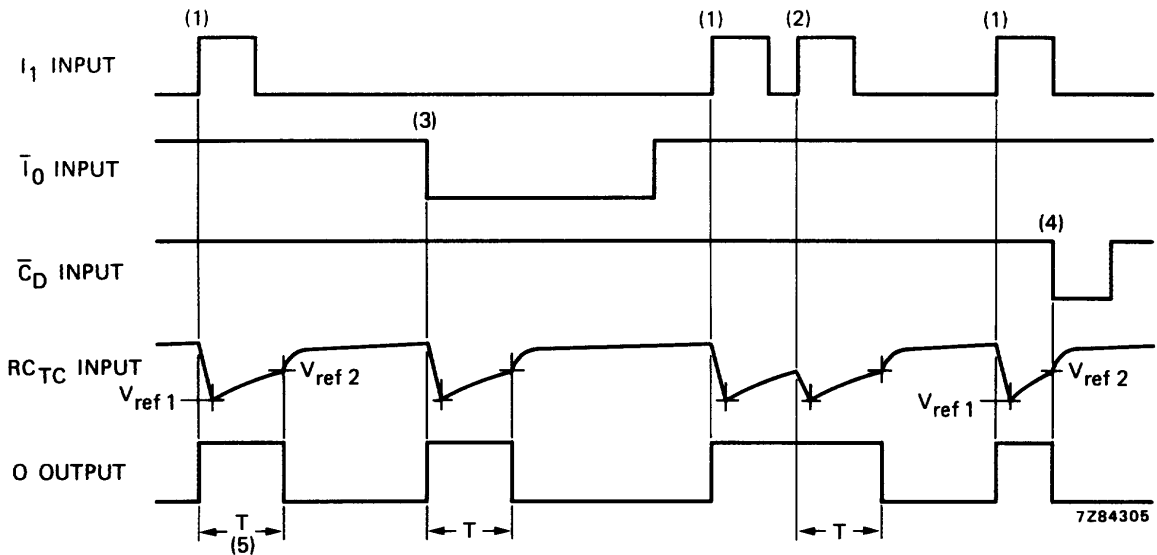 (1) (1) (2) (1)
I₁ INPUT
(3)
Ī₀ INPUT
(4)
C̄D INPUT
RCTC INPUT
Vref 2 Vref 2
Vref 1 Vref 1
O OUTPUT
T T T
(5)
7Z84305